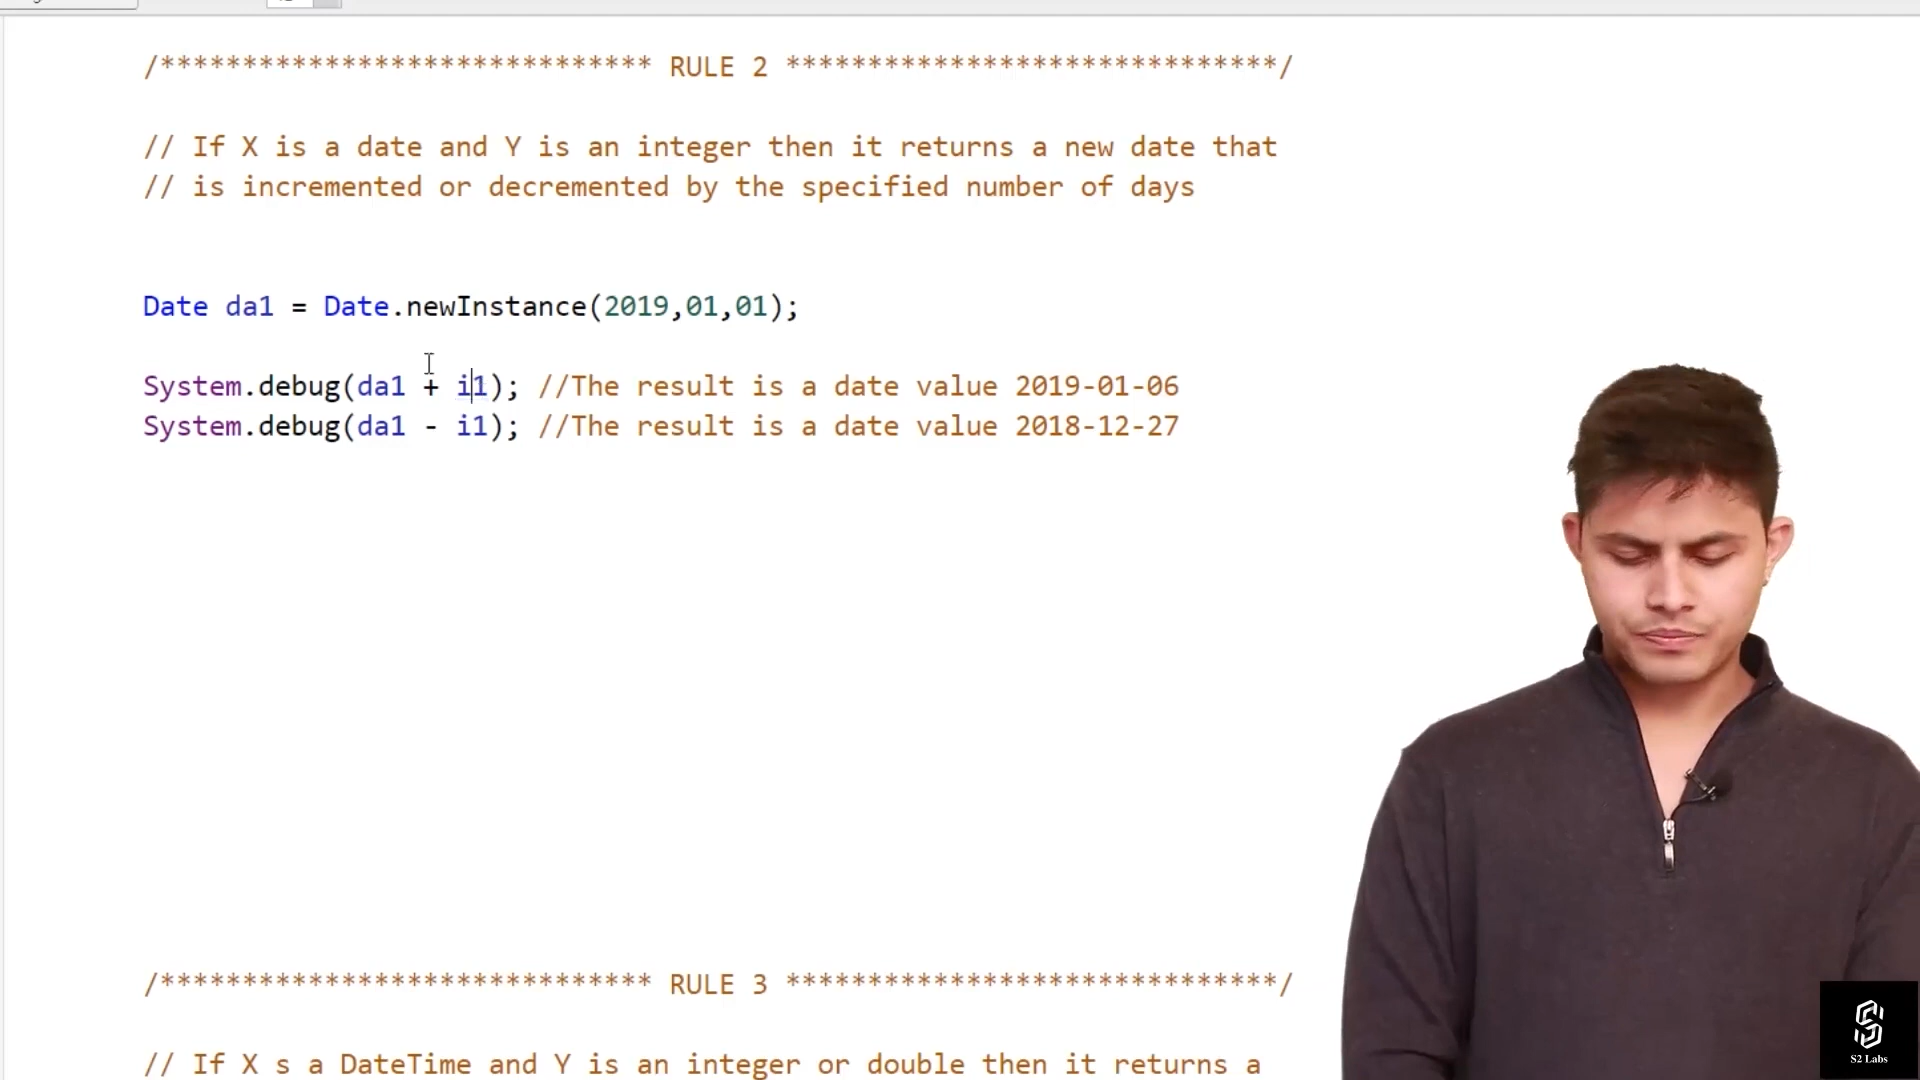 /****************************** RULE 2 ******************************/
// If X is a date and Y is an integer then it returns a new date that
// is incremented or decremented by the specified number of days
Date da1 = Date.newInstance(2019,01,01);
System.debug(da1 + i1); //The result is a date value 2019-01-06
System.debug(da1 - i1); //The result is a date value 2018-12-27
/****************************** RULE 3 ******************************/
// If X s a DateTime and Y is an integer or double then it returns a
S2 Labs